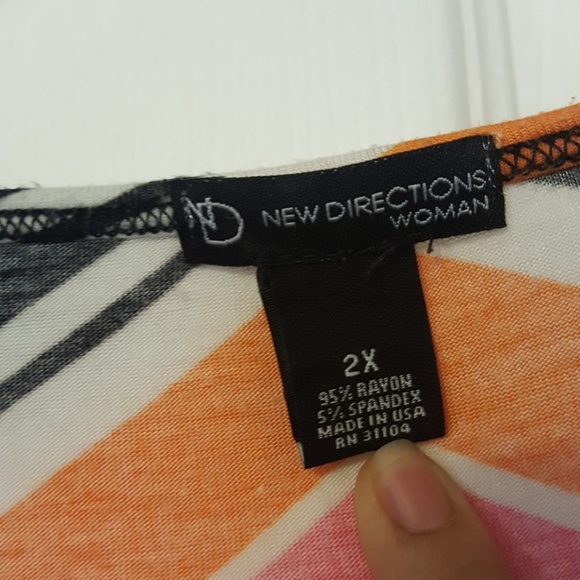 ND NEW DIRECTIONS
WOMAN
2X
95% RAYON
5% SPANDEX
MADE IN USA
RN 31104